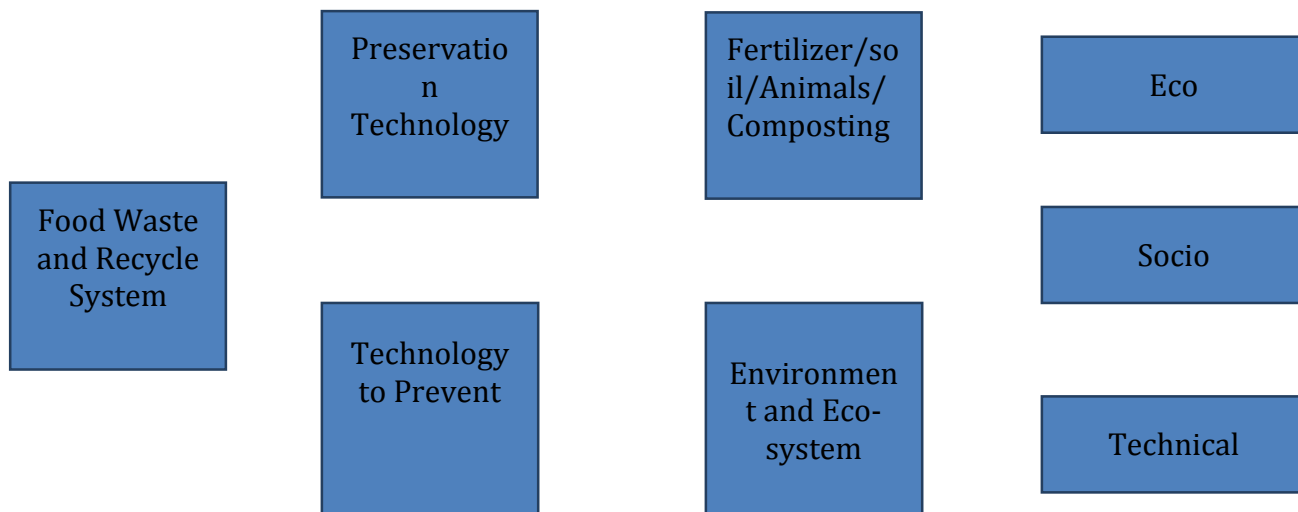 Food Waste
and Recycle
System
Preservatio
n
Technology
Technology
to Prevent
Fertilizer/so
il/Animals/
Composting
Environmen
t and Eco-
system
Eco
Socio
Technical